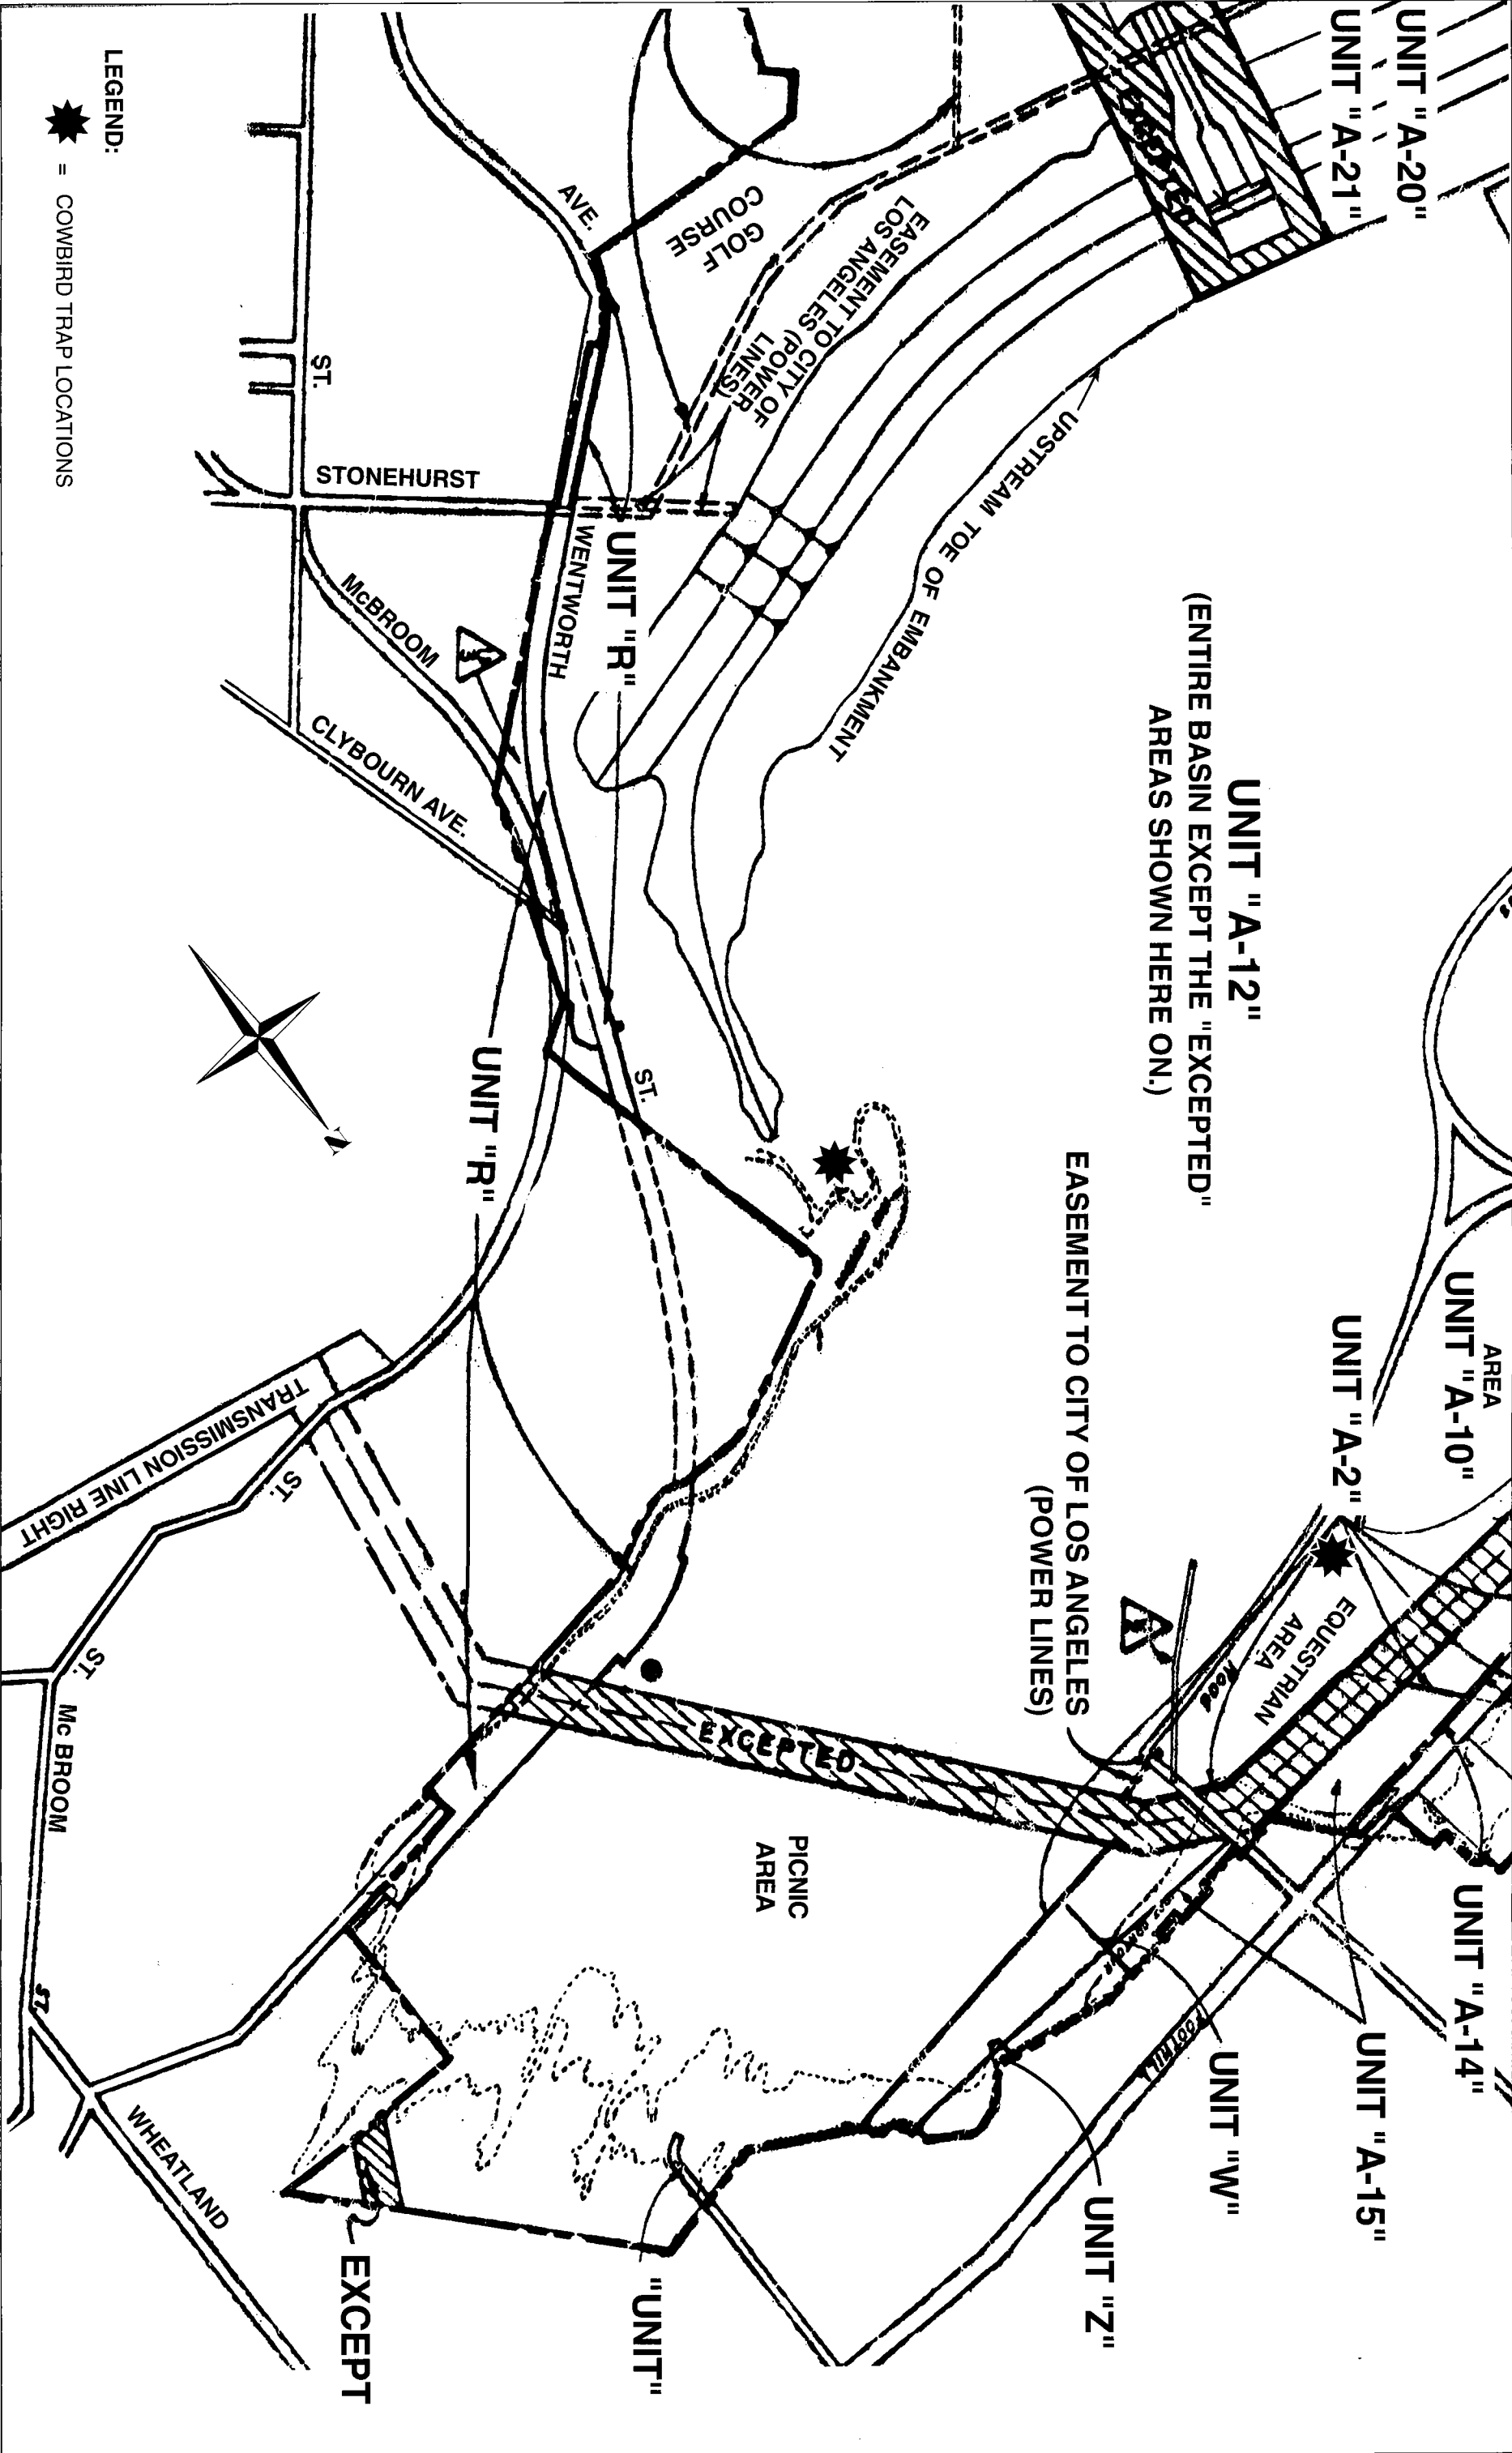 UNIT "A-20"
UNIT "A-21"
EXCEPTED
UNIT "A-12"
(ENTIRE BASIN EXCEPT THE "EXCEPTED"
AREAS SHOWN HERE ON.)
AREA
UNIT "A-10"
UNIT "A-2"
UNIT "A-14"
UNIT "A-15"
UNIT "W"
UNIT "Z"
EQUESTRIAN
AREA
Road
FOOTHILL
EASEMENT TO CITY OF LOS ANGELES
(POWER LINES)
UPSTREAM TOE OF EMBANKMENT
EASEMENT TO CITY OF
LOS ANGELES (POWER
LINES)
GOLF
COURSE
EXCEPTED
PICNIC
AREA
AVE.
WENTWORTH
UNIT "R"
ST.
"UNIT"
UNIT "R"
STONEHURST
ST.
McBROOM
CLYBOURN AVE.
N
TRANSMISSION LINE RIGHT
ST.
ST.
Mc BROOM
ST.
WHEATLAND
EXCEPT
LEGEND:
= COWBIRD TRAP LOCATIONS